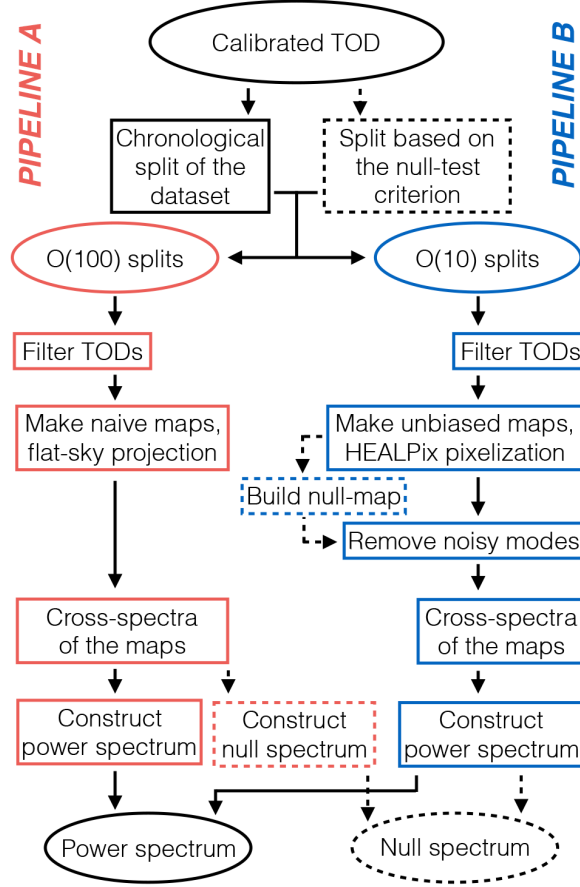 PIPELINE A
PIPELINE B
Calibrated TOD
Chronological
split of the
dataset
Split based on
the null-test
criterion
O(100) splits
O(10) splits
Filter TODs
Filter TODs
Make naive maps,
flat-sky projection
Make unbiased maps,
HEALPix pixelization
Build null-map
Remove noisy modes
Cross-spectra
of the maps
Cross-spectra
of the maps
Construct
power spectrum
Construct
null spectrum
Construct
power spectrum
Power spectrum
Null spectrum